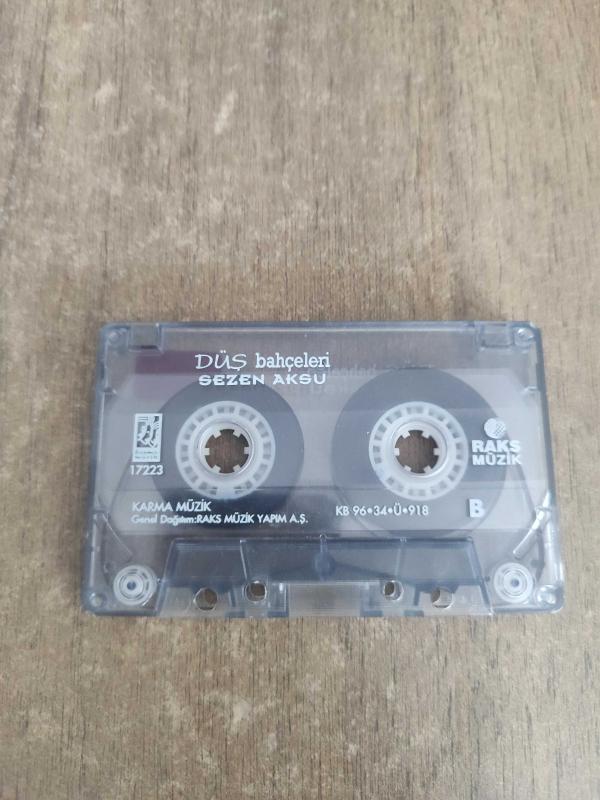 DÜŞ bahçeleri
SEZEN AKSU
17223
RAKS
MÜZİK
KARMA MÜZİK
Genel Dağıtım:RAKS MÜZİK YAPIM A.Ş.
KB 96•34•Ü•918
B